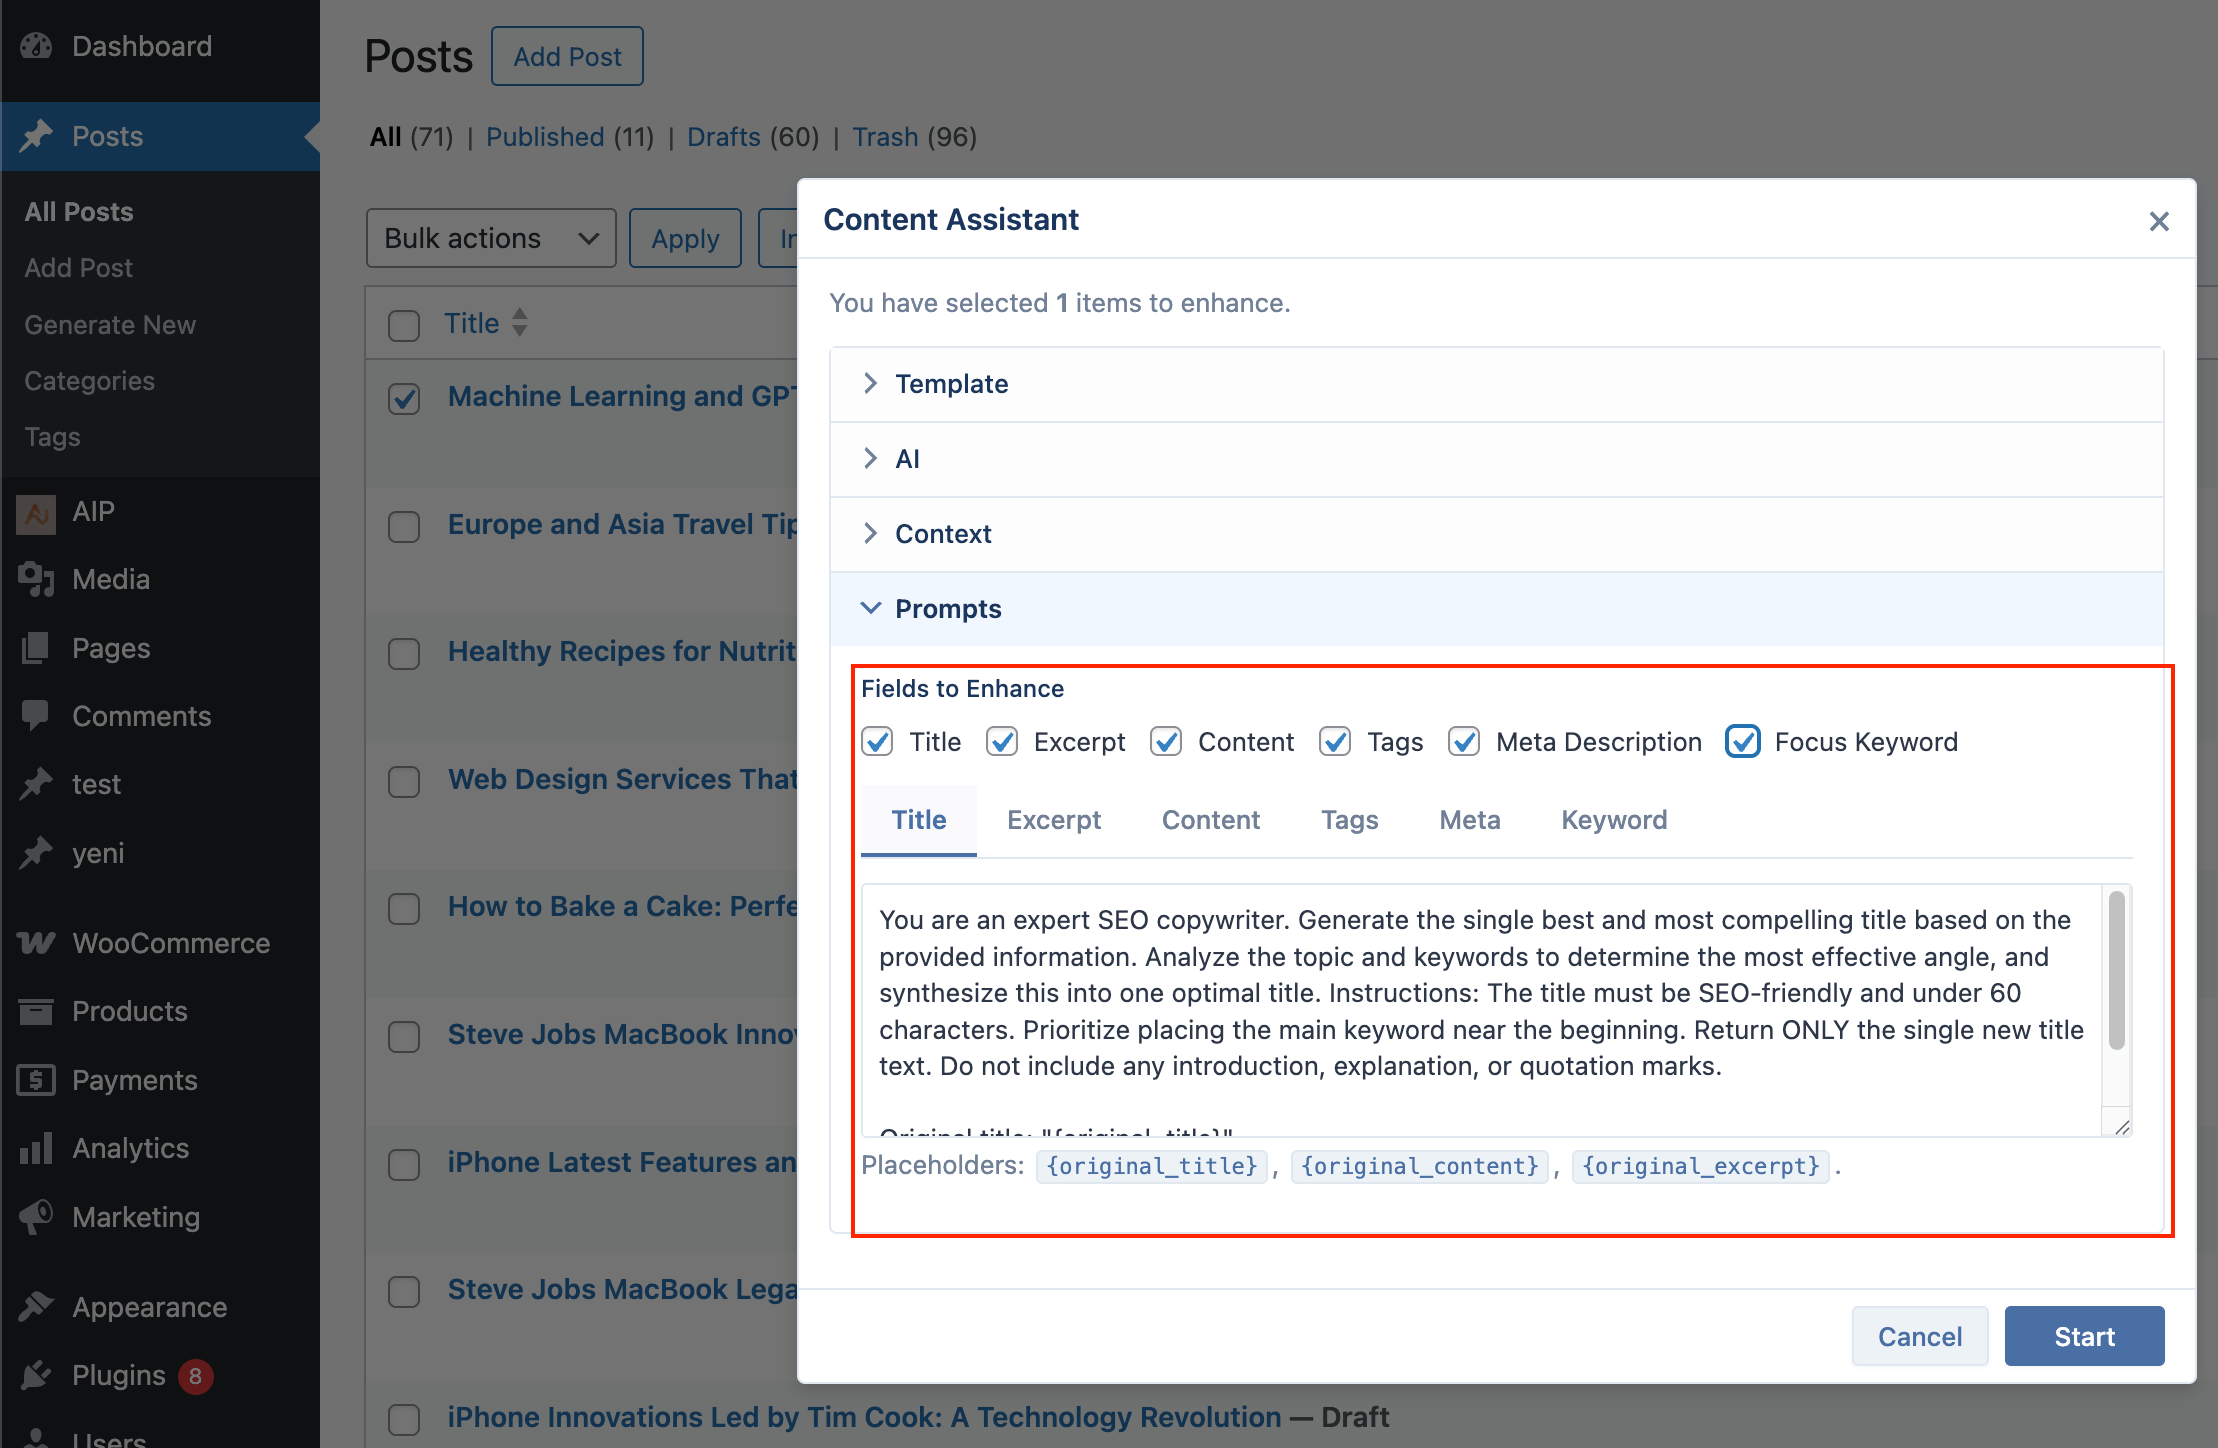 Dashboard
Posts
All Posts
Add Post
Generate New
Categories
Tags
AIP
Media
Pages
Comments
test
yeni
WooCommerce
Products
Payments
Analytics
Marketing
Appearance
Plugins 8
Users
Posts Add Post
All (71) | Published (11) | Drafts (60) | Trash (96)
Bulk actions Apply
Title
Machine Learning and GPT
Europe and Asia Travel Tip
Healthy Recipes for Nutrit
Web Design Services That
How to Bake a Cake: Perfe
Steve Jobs MacBook Innov
iPhone Latest Features an
Steve Jobs MacBook Lega
iPhone Innovations Led by Tim Cook: A Technology Revolution — Draft
Content Assistant
You have selected 1 items to enhance.
Template
AI
Context
Prompts
Fields to Enhance
Title Excerpt Content Tags Meta Description Focus Keyword
Title Excerpt Content Tags Meta Keyword
You are an expert SEO copywriter. Generate the single best and most compelling title based on the
provided information. Analyze the topic and keywords to determine the most effective angle, and
synthesize this into one optimal title. Instructions: The title must be SEO-friendly and under 60
characters. Prioritize placing the main keyword near the beginning. Return ONLY the single new title
text. Do not include any introduction, explanation, or quotation marks.
Original title: "{original_title}"
Placeholders: {original_title} , {original_content} , {original_excerpt} .
Cancel Start